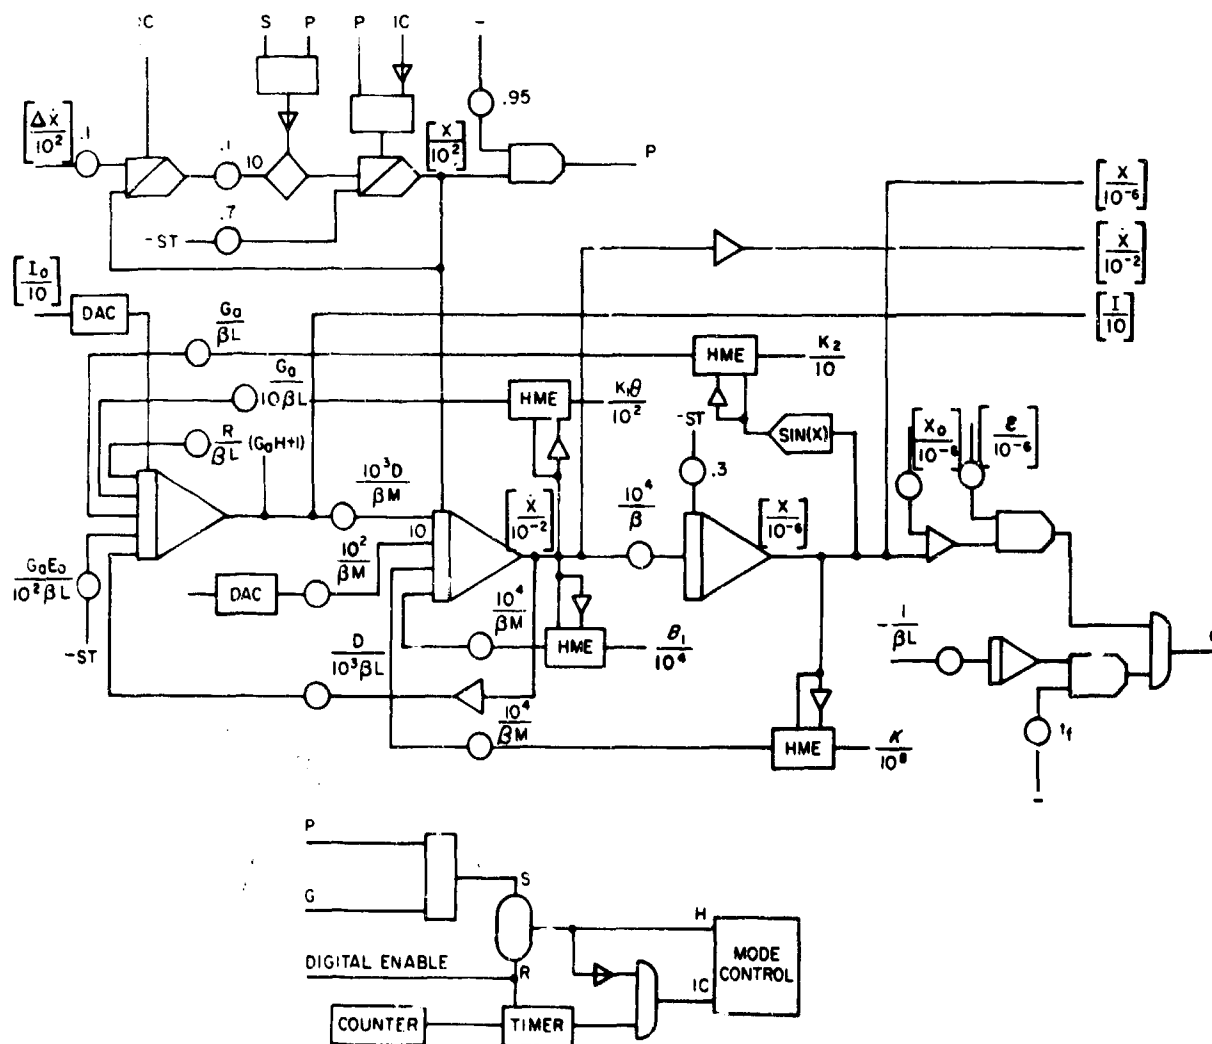 IC S P P IC -
.95
[Δẋ/10²] .1 .1 10 [X/10²] P
.7
-ST
[X/10⁻⁶]
[Ẋ/10⁻²]
[I₀/10] DAC [I/10]
Gₐ/βL HME K₂/10
Gₐ/10βL HME K₁θ/10² -ST SIN(X)
R/βL (GₐH+1) .3 [X₀/10⁻⁶] [ε/10⁻⁶]
10³D/βM 10 [Ẋ/10⁻²] 10⁴/β [X/10⁻⁶]
GₐE₀/10²βL DAC 10²/βM
-ST D/10³βL 10⁴/βM HME B₁/10⁴ -1/βL
10⁴/βM HME K/10⁸ t_f
-
P
G S
H
DIGITAL ENABLE R IC MODE
CONTROL
COUNTER TIMER